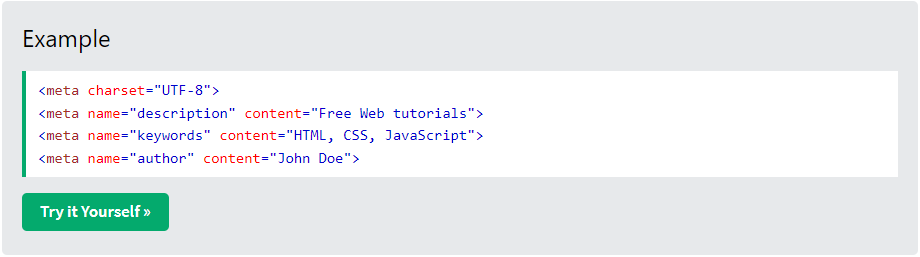 Example
<meta charset="UTF-8">
<meta name="description" content="Free Web tutorials">
<meta name="keywords" content="HTML, CSS, JavaScript">
<meta name="author" content="John Doe">
Try it Yourself »